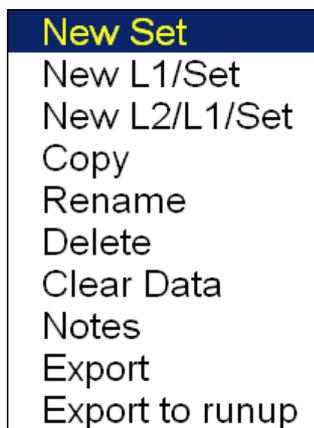 New Set
New L1/Set
New L2/L1/Set
Copy
Rename
Delete
Clear Data
Notes
Export
Export to runup